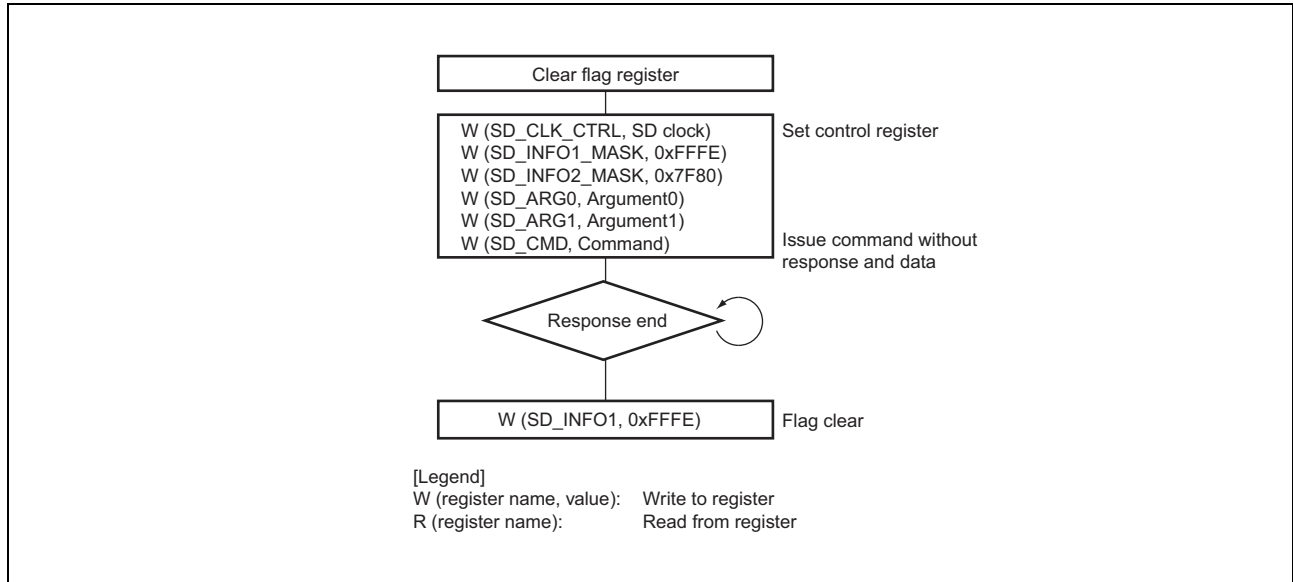 Clear flag register
W (SD_CLK_CTRL, SD clock)
Set control register
W (SD_INFO1_MASK, 0xFFFE)
W (SD_INFO2_MASK, 0x7F80)
W (SD_ARG0, Argument0)
W (SD_ARG1, Argument1)
W (SD_CMD, Command)
Issue command without
response and data
Response end
W (SD_INFO1, 0xFFFE)
Flag clear
[Legend]
W (register name, value): Write to register
R (register name): Read from register